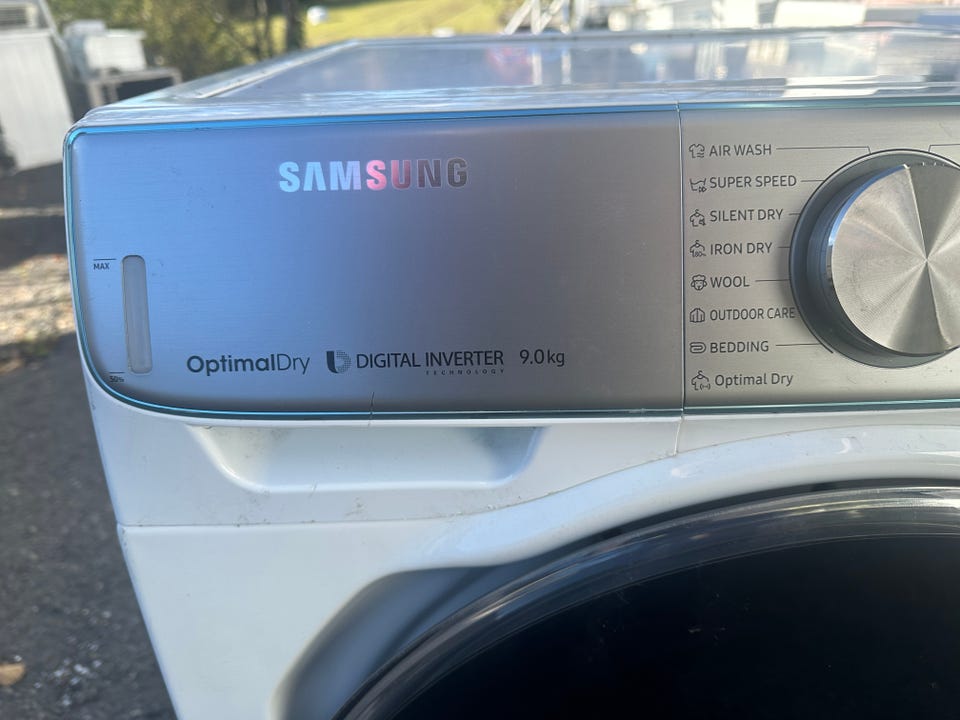 SAMSUNG
MAX
50%
OptimalDry
DIGITAL INVERTER
TECHNOLOGY
9.0kg
AIR WASH
SUPER SPEED
SILENT DRY
IRON DRY
WOOL
OUTDOOR CARE
BEDDING
Optimal Dry